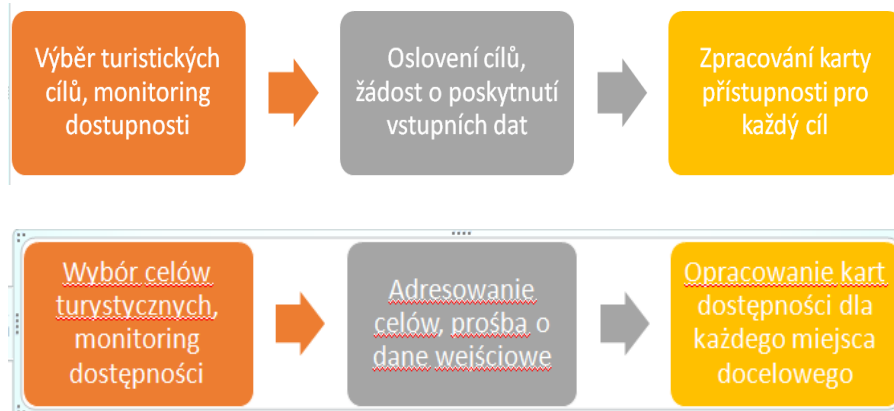 Výběr turistických
cílů, monitoring
dostupnosti
Oslovení cílů,
žádost o poskytnutí
vstupních dat
Zpracování karty
přístupnosti pro
každý cíl
Wybór celów
turystycznych,
monitoring
dostępności
Adresowanie
celów, prośba o
dane wejściowe
Opracowanie kart
dostępności dla
każdego miejsca
docelowego